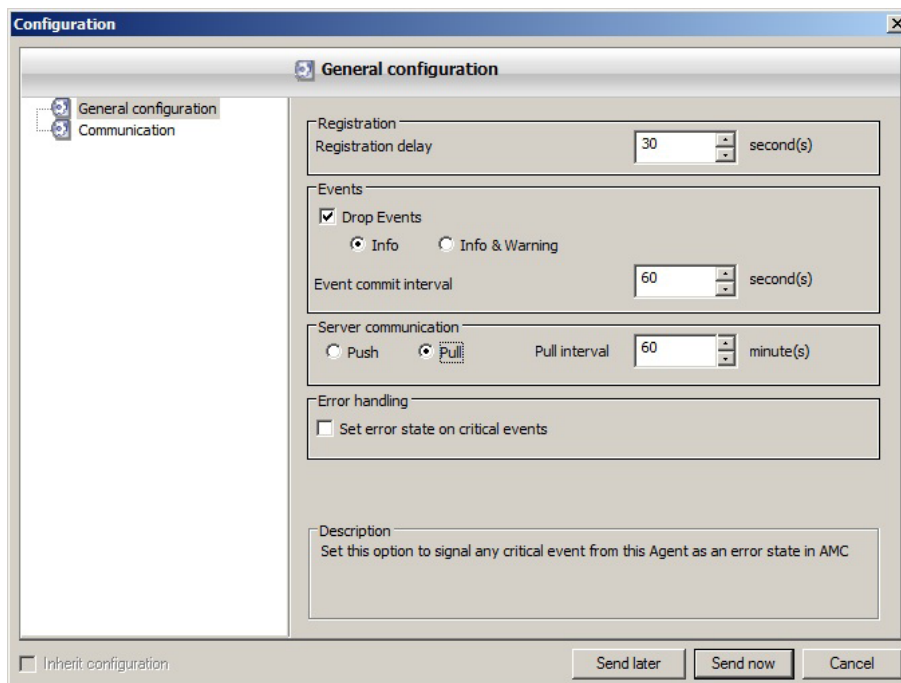 Configuration
General configuration
General configuration
Communication
Registration
Registration delay 30 second(s)
Events
Drop Events
Info Info & Warning
Event commit interval 60 second(s)
Server communication
Push Pull Pull interval 60 minute(s)
Error handling
Set error state on critical events
Description
Set this option to signal any critical event from this Agent as an error state in AMC
Inherit configuration Send later Send now Cancel